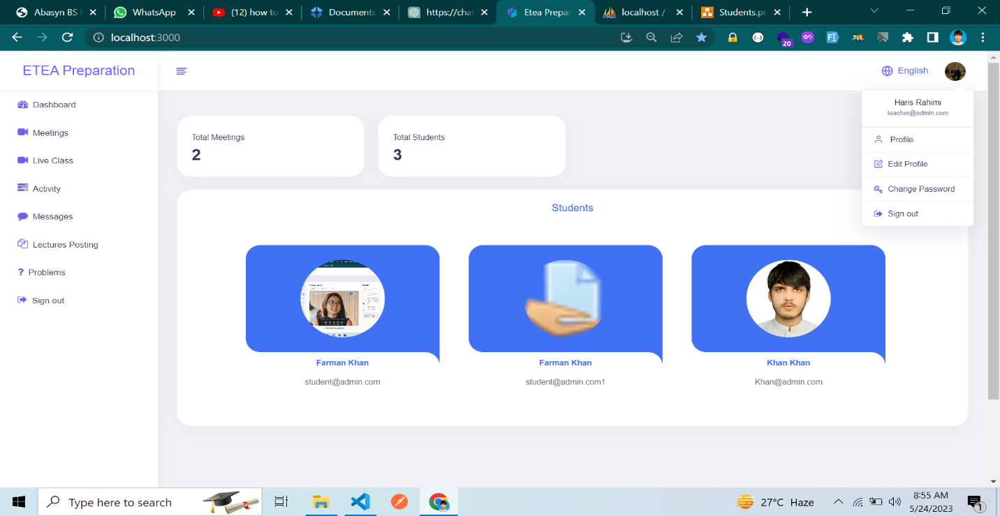 Abasyn BS
WhatsApp
(12) how to
Documents
https://chat
Etea Prepar
localhost /
Students.pr
localhost:3000
20
ETEA Preparation
English
Haris Rahimi
teacher@admin.com
Profile
Edit Profile
Change Password
Sign out
Dashboard
Meetings
Live Class
Activity
Messages
Lectures Posting
? Problems
Sign out
Total Meetings
2
Total Students
3
Students
Farman Khan
student@admin.com
Farman Khan
student@admin.com1
Khan Khan
Khan@admin.com
Type here to search
27°C Haze
8:55 AM
5/24/2023
1